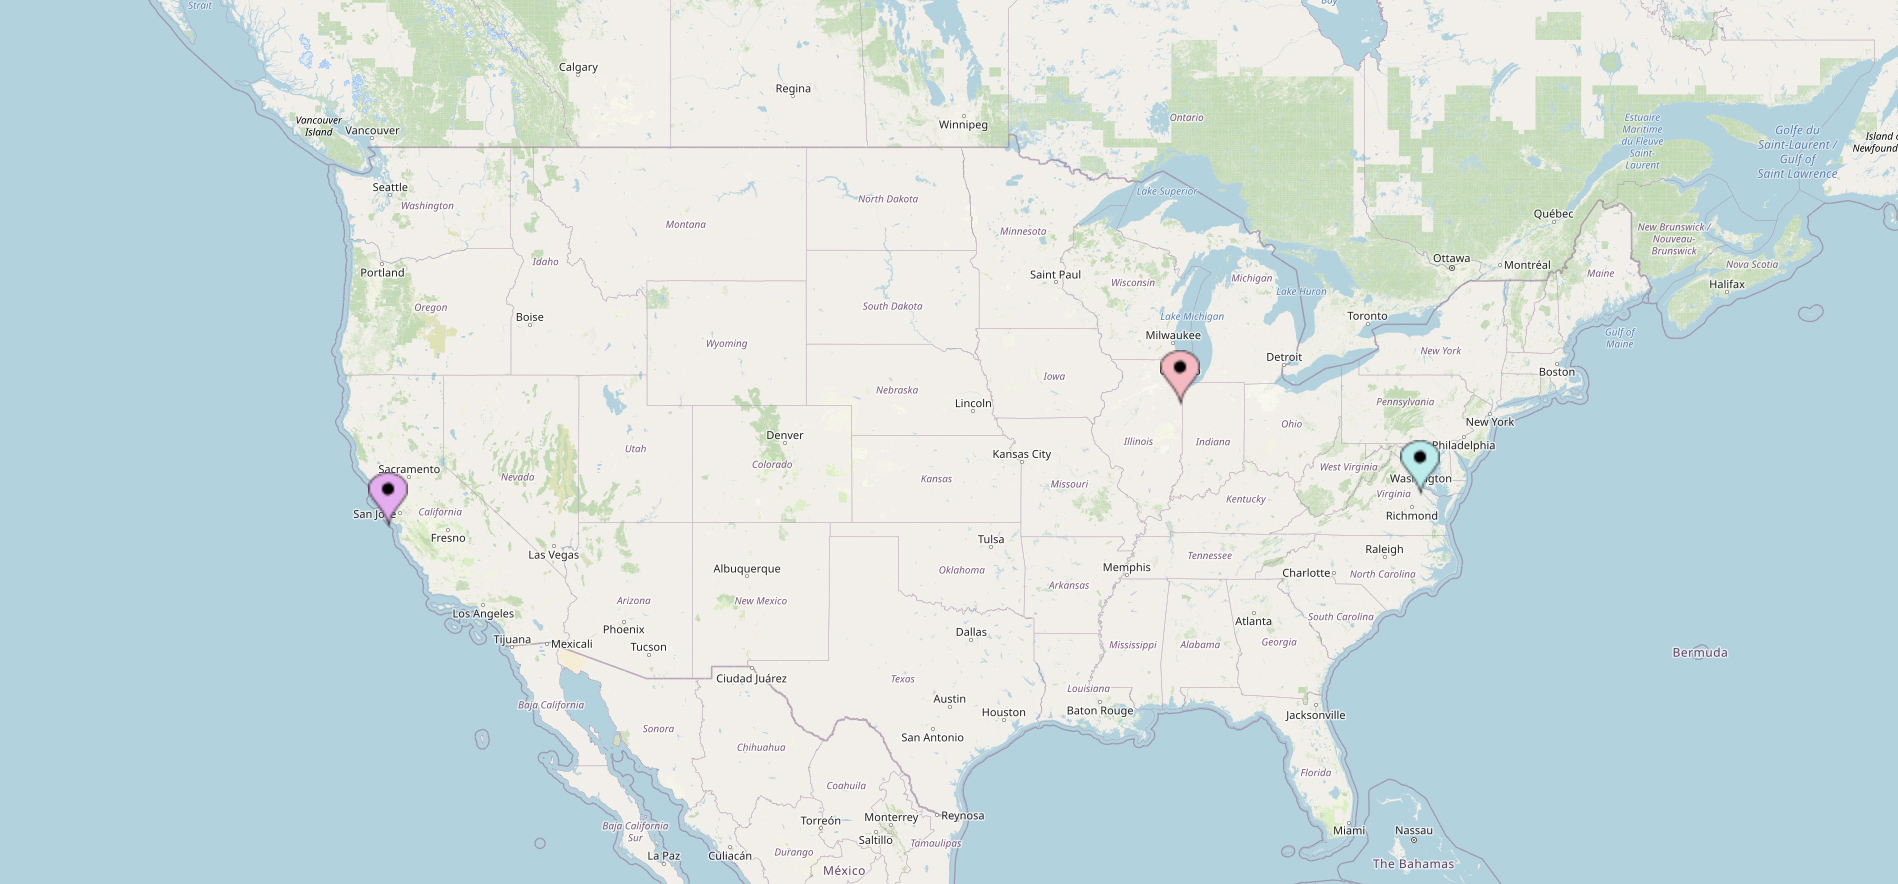 Strait
Bay
Calgary
Regina
Ontario
Estuaire
Maritime
du Fleuve
Saint-
Laurent
Golfe du
Saint-Laurent /
Gulf of
Saint Lawrence
Island o
Newfound
Vancouver
Island
Vancouver
Winnipeg
Seattle
Washington
Lake Superior
North Dakota
Québec
Montana
Minnesota
New Brunswick /
Nouveau-
Brunswick
Idaho
Ottawa
Montréal
Nova Scotia
Portland
Saint Paul
Wisconsin
Michigan
Maine
Halifax
Lake Huron
Oregon
Boise
South Dakota
Lake Michigan
Toronto
Milwaukee
Gulf of
Maine
Wyoming
Detroit
New York
Boston
Iowa
Nebraska
Lincoln
Pennsylvania
New York
Ohio
Denver
Utah
Illinois
Indiana
Philadelphia
Kansas City
Colorado
Sacramento
Nevada
Kansas
Missouri
West Virginia
Washington
Virginia
Kentucky
San José
California
Richmond
Fresno
Las Vegas
Tulsa
Raleigh
Tennessee
Albuquerque
Oklahoma
Memphis
Charlotte
North Carolina
Arkansas
Arizona
New Mexico
Los Angeles
South Carolina
Atlanta
Phoenix
Dallas
Tijuana
Mexicali
Tucson
Mississippi
Alabama
Georgia
Bermuda
Ciudad Juárez
Texas
Louisiana
Baja California
Austin
Houston
Baton Rouge
Jacksonville
Sonora
San Antonio
Chihuahua
Florida
Coahuila
Torreón
Monterrey
Reynosa
Baja California
Sur
Saltillo
Tamaulipas
Miami
Nassau
La Paz
Culiacán
Durango
México
The Bahamas